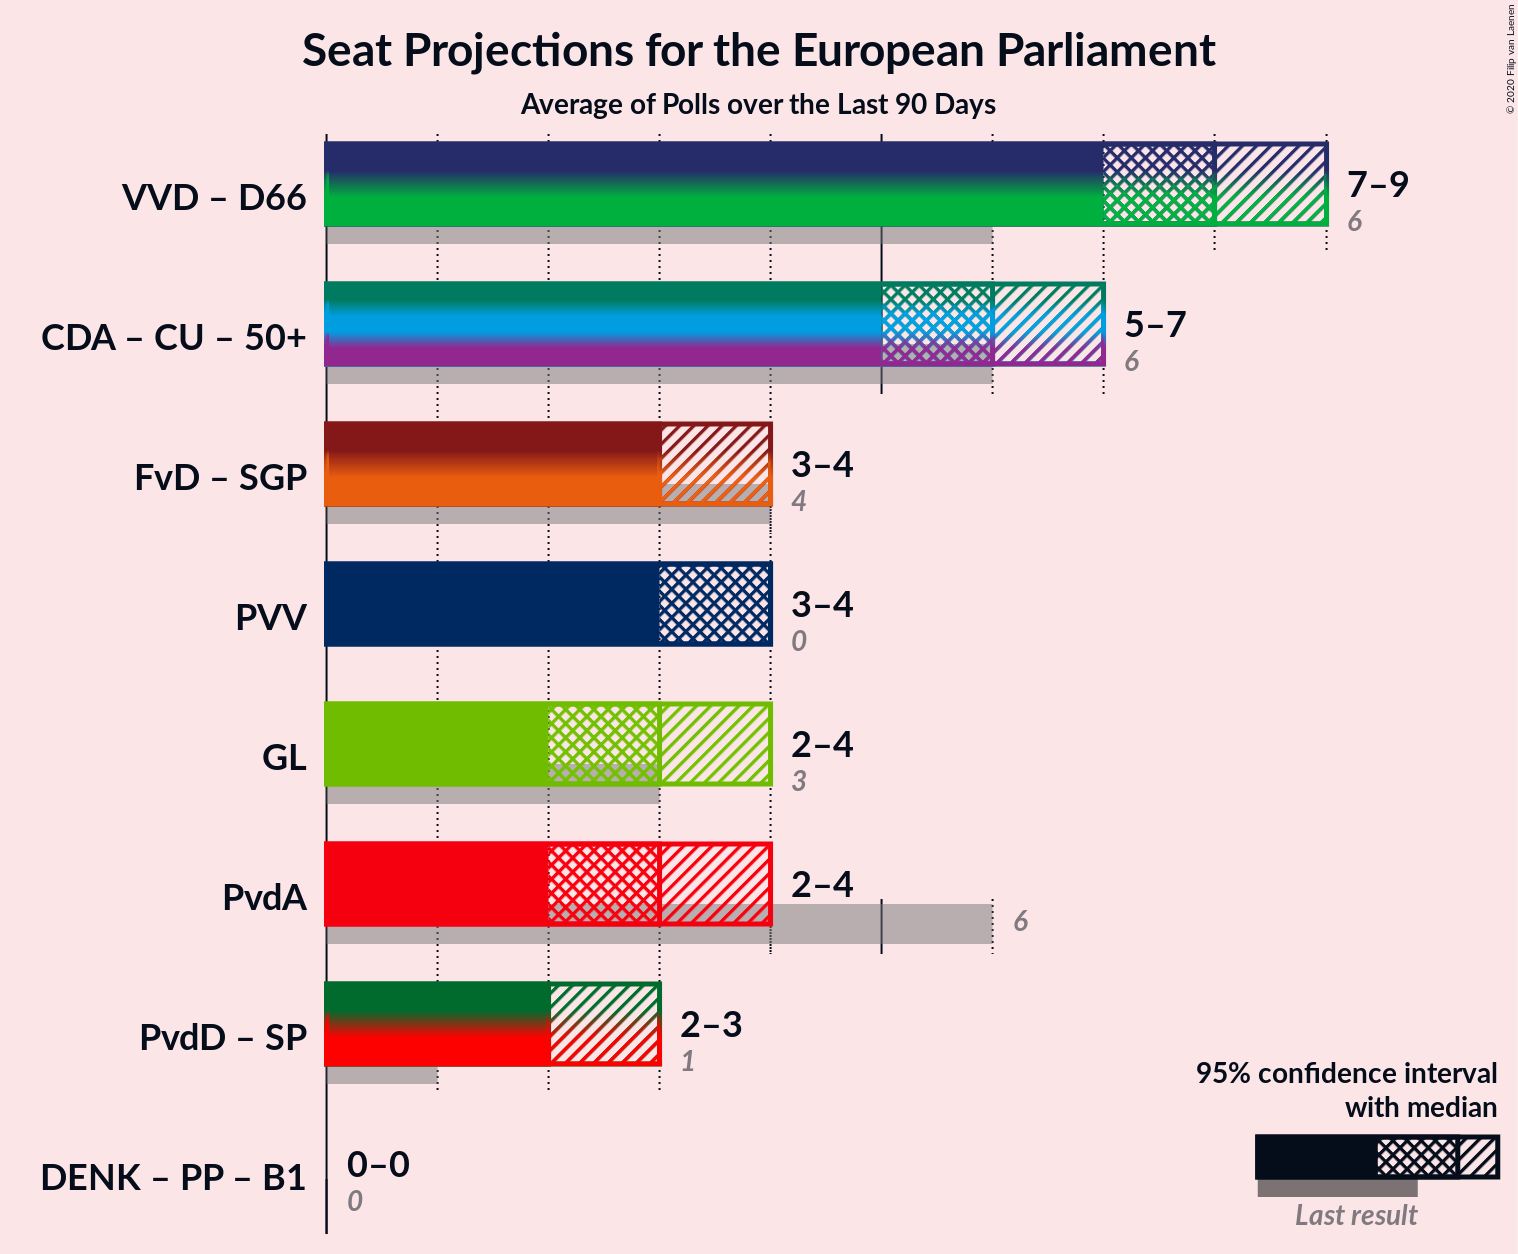 Seat Projections for the European Parliament
Average of Polls over the Last 90 Days
© 2020 Filip van Laenen
VVD – D66
7–9
6
CDA – CU – 50+
5–7
6
FvD – SGP
3–4
4
PVV
3–4
0
GL
2–4
3
PvdA
2–4
6
PvdD – SP
2–3
1
DENK – PP – B1
0–0
0
95% confidence interval
with median
Last result